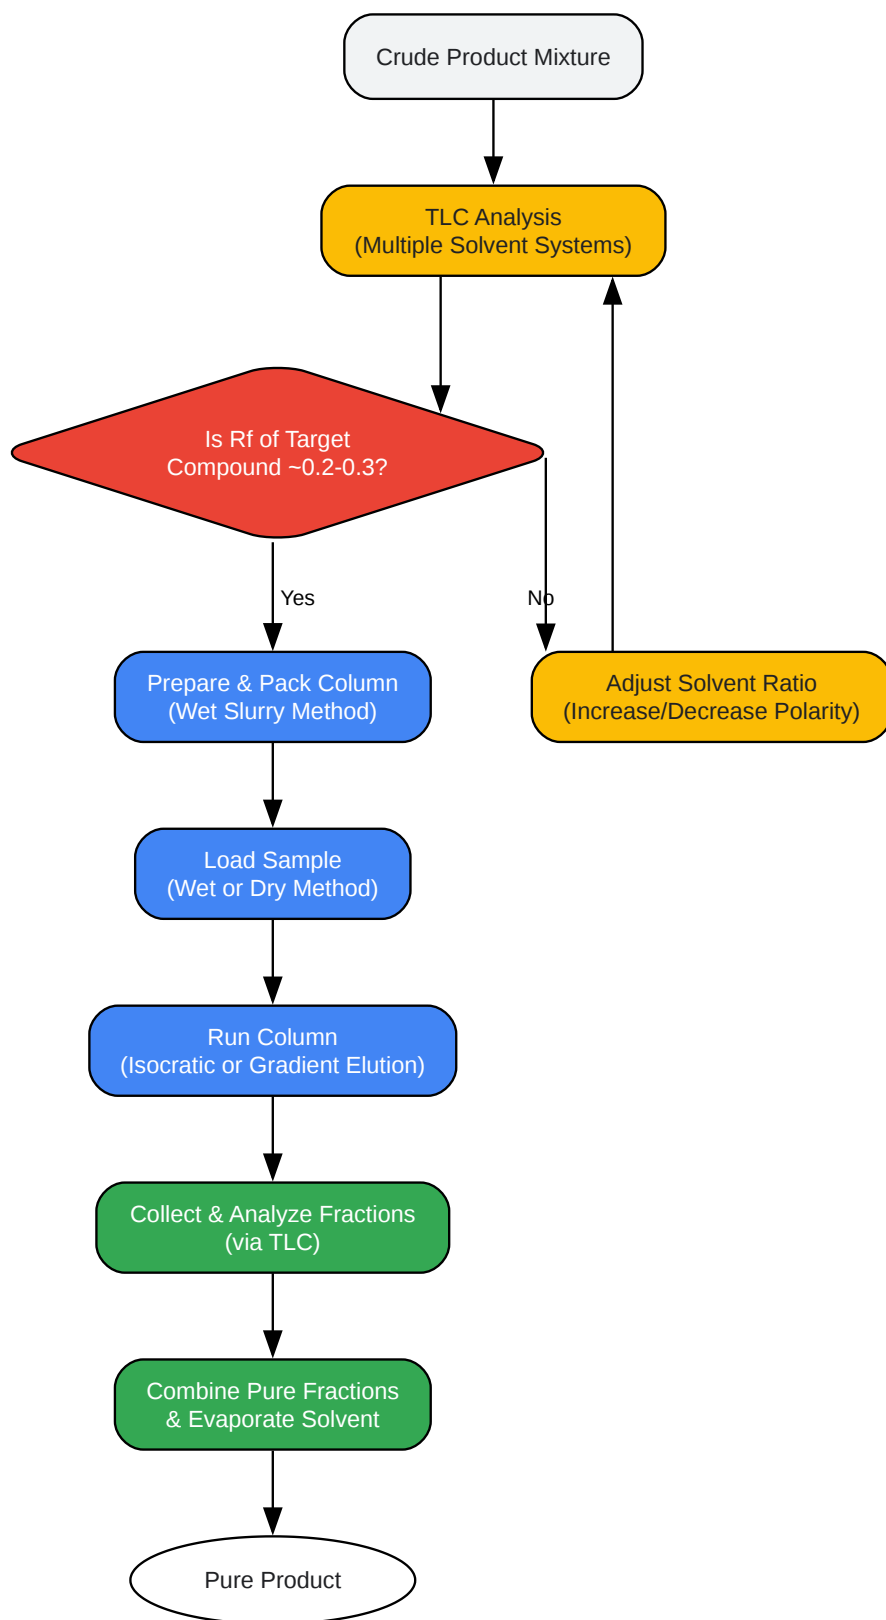 Crude Product Mixture
TLC Analysis
(Multiple Solvent Systems)
Is Rf of Target
Compound ~0.2-0.3?
Yes
No
Prepare & Pack Column
(Wet Slurry Method)
Adjust Solvent Ratio
(Increase/Decrease Polarity)
Load Sample
(Wet or Dry Method)
Run Column
(Isocratic or Gradient Elution)
Collect & Analyze Fractions
(via TLC)
Combine Pure Fractions
& Evaporate Solvent
Pure Product